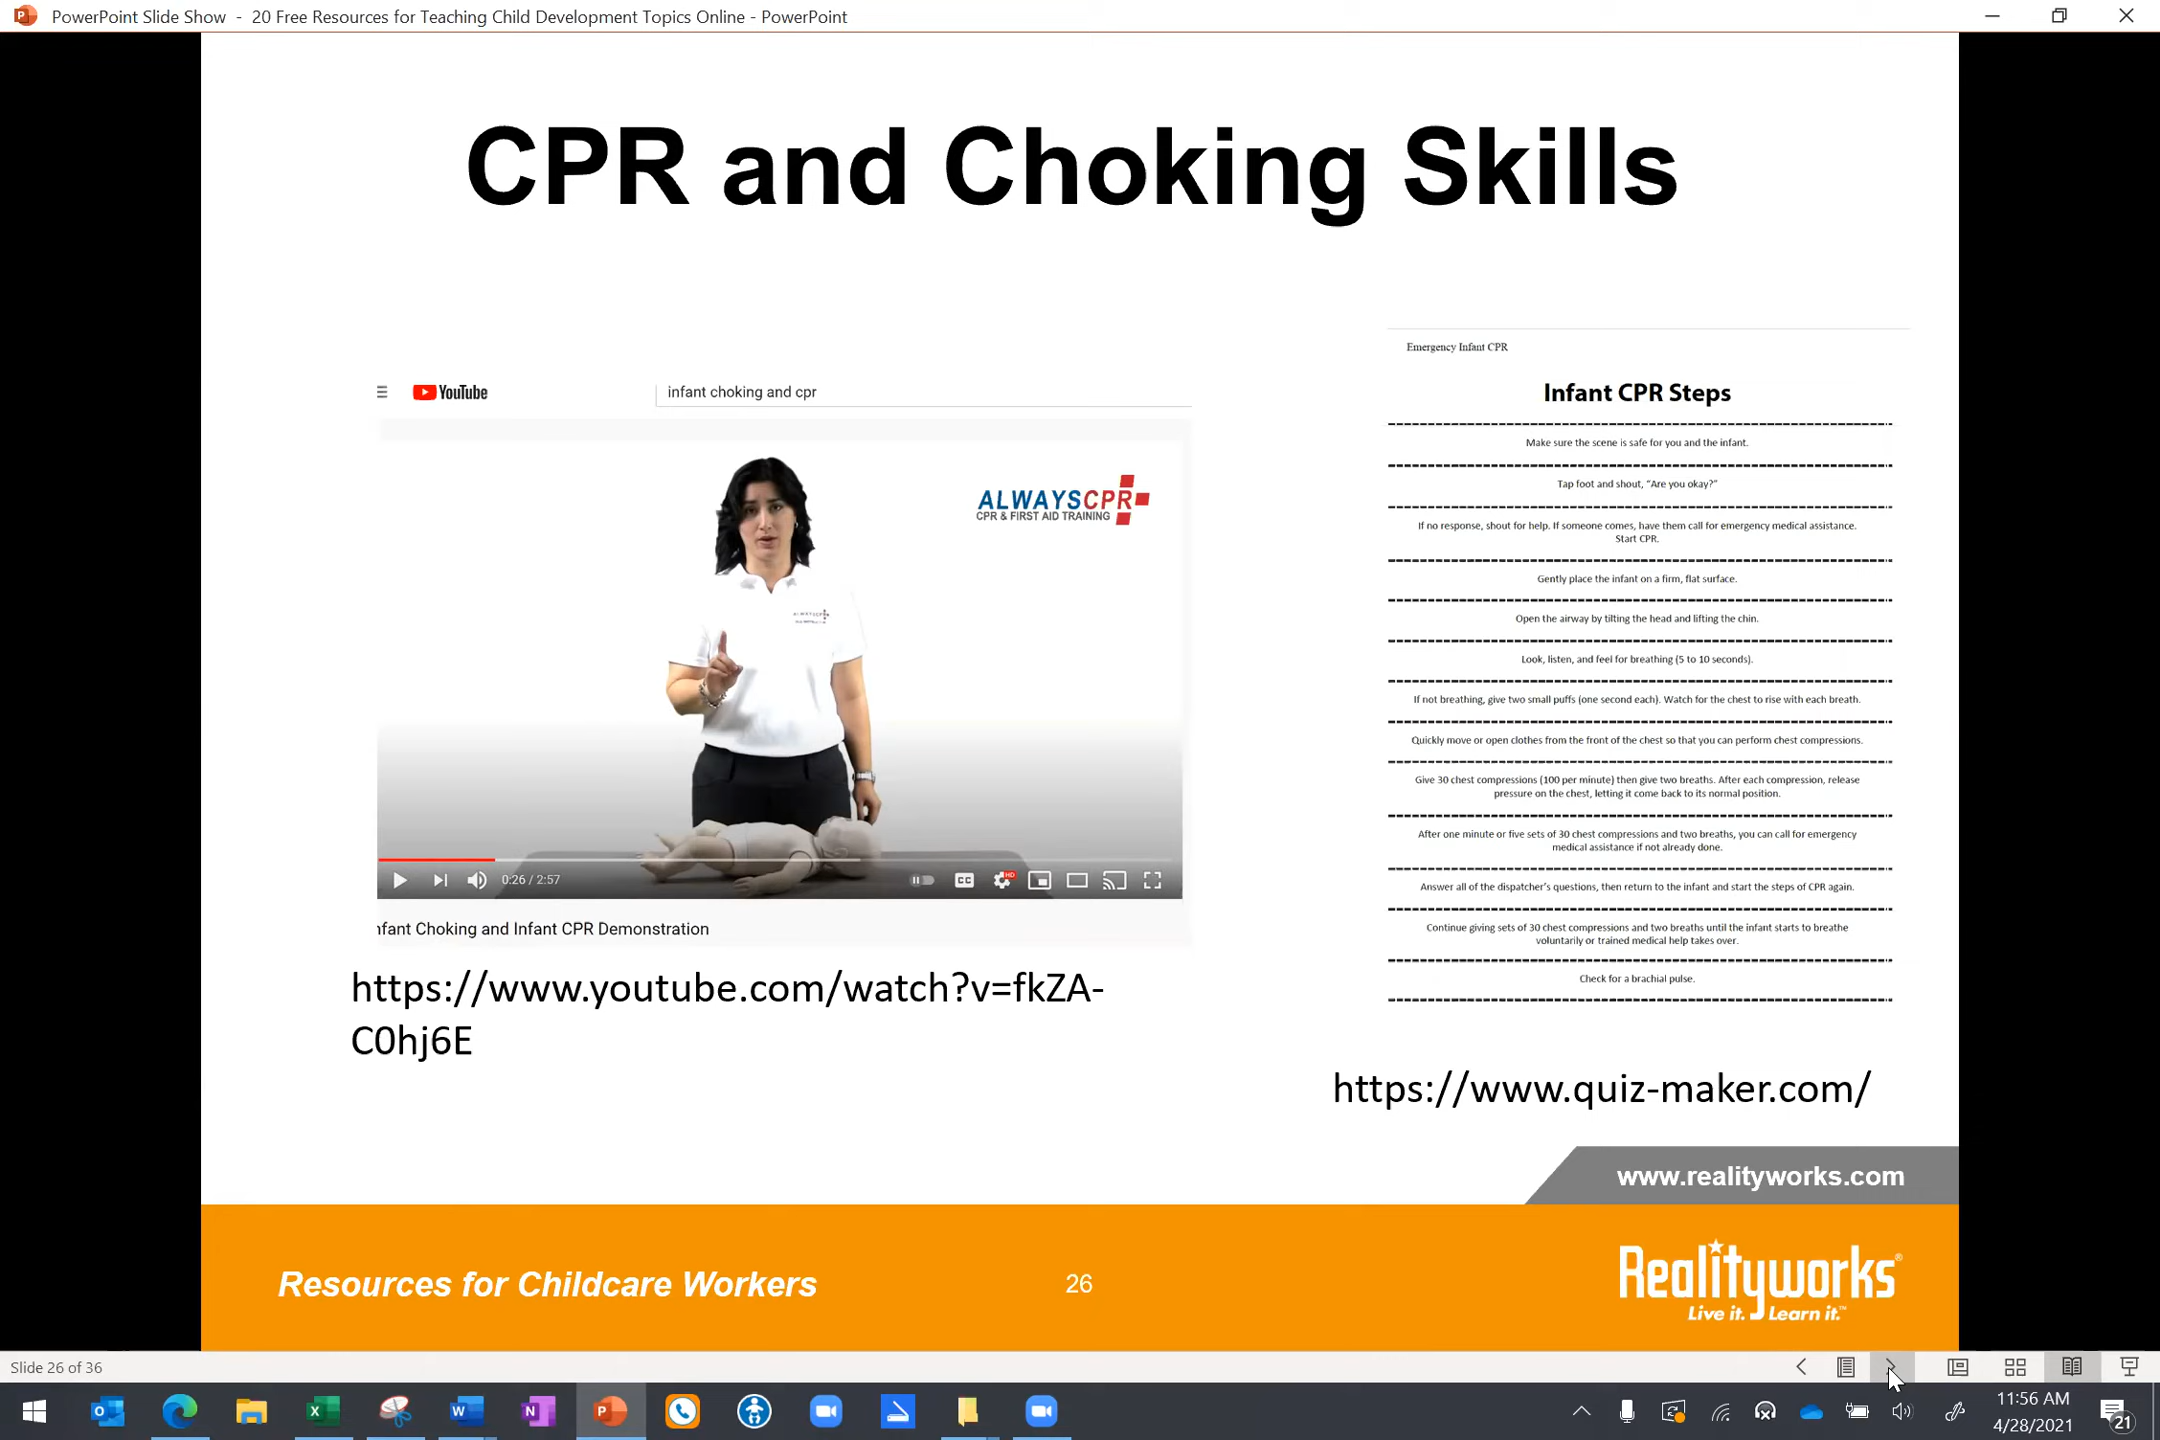 PowerPoint Slide Show - 20 Free Resources for Teaching Child Development Topics Online - PowerPoint
CPR and Choking Skills
YouTube
infant choking and cpr
ALWAYSCPR
CPR & FIRST AID TRAINING
ALWAYSCPR
0:26 / 2:57
CC
HD
nfant Choking and Infant CPR Demonstration
https://www.youtube.com/watch?v=fkZA-
C0hj6E
Emergency Infant CPR
Infant CPR Steps
Make sure the scene is safe for you and the infant.
Tap foot and shout, “Are you okay?”
If no response, shout for help. If someone comes, have them call for emergency medical assistance.
Start CPR.
Gently place the infant on a firm, flat surface.
Open the airway by tilting the head and lifting the chin.
Look, listen, and feel for breathing (5 to 10 seconds).
If not breathing, give two small puffs (one second each). Watch for the chest to rise with each breath.
Quickly move or open clothes from the front of the chest so that you can perform chest compressions.
Give 30 chest compressions (100 per minute) then give two breaths. After each compression, release
pressure on the chest, letting it come back to its normal position.
After one minute or five sets of 30 chest compressions and two breaths, you can call for emergency
medical assistance if not already done.
Answer all of the dispatcher’s questions, then return to the infant and start the steps of CPR again.
Continue giving sets of 30 chest compressions and two breaths until the infant starts to breathe
voluntarily or trained medical help takes over.
Check for a brachial pulse.
https://www.quiz-maker.com/
www.realityworks.com
Resources for Childcare Workers
26
Realityworks®
Live it. Learn it.™
Slide 26 of 36
11:56 AM
4/28/2021
21